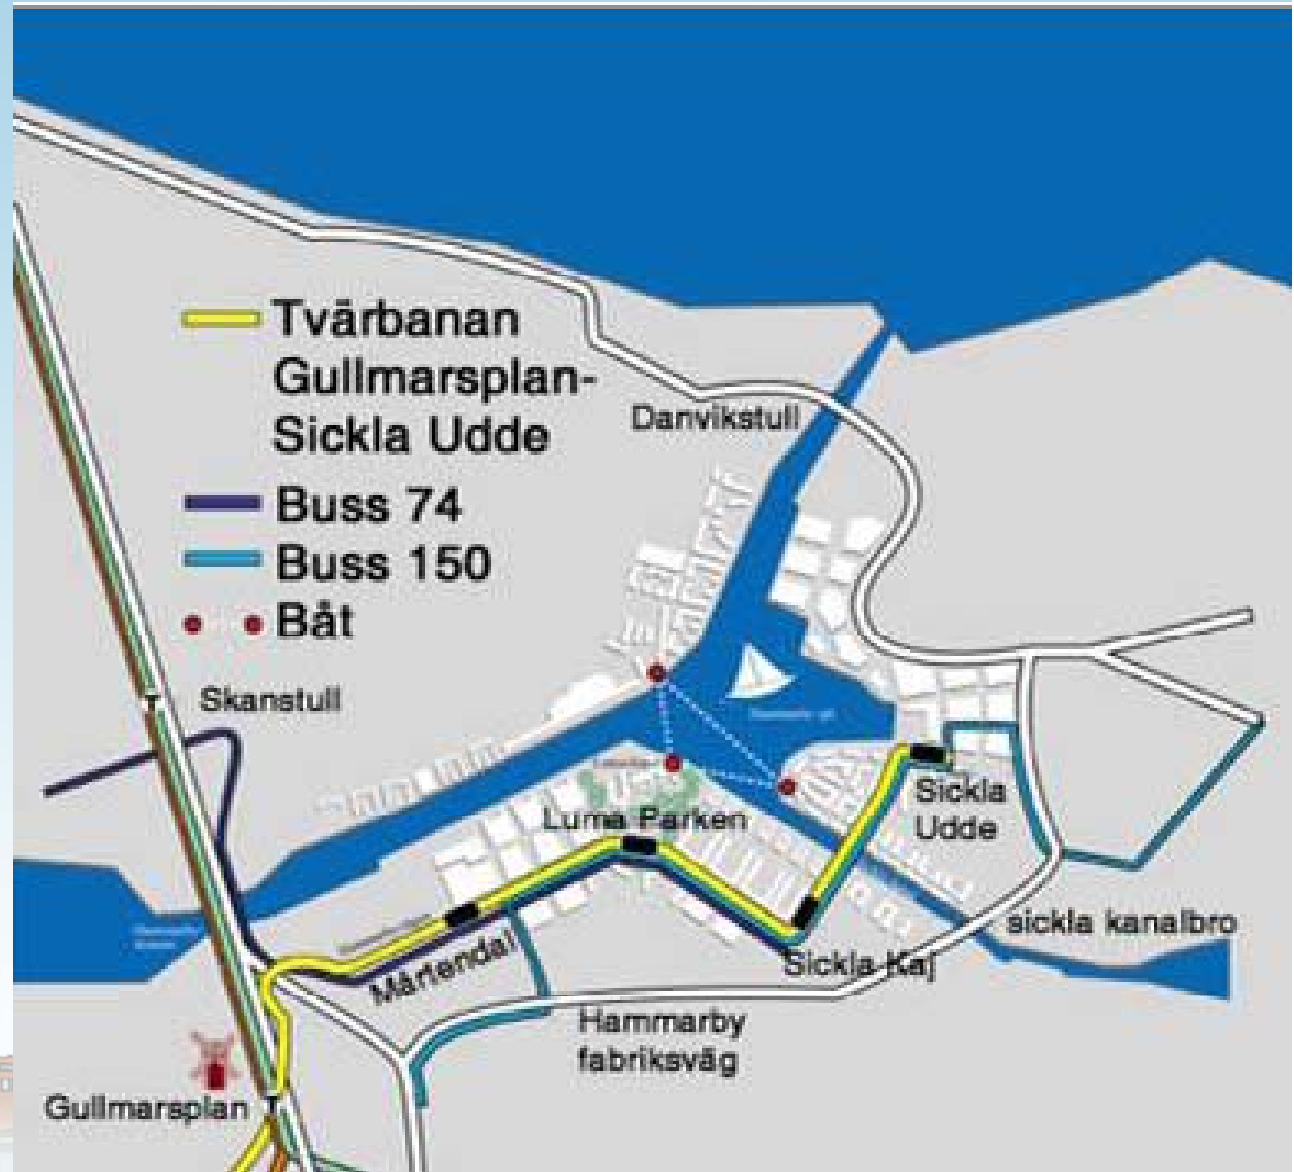 Tvärbanan
Gullmarsplan-
Sickla Udde
Buss 74
Buss 150
Båt
Danvikstull
Skanstull
Luma Parken
Sickla
Udde
Mårtendal
Sickla Kaj
sickla kanalbro
Hammarby
fabriksväg
Gullmarsplan
T
T